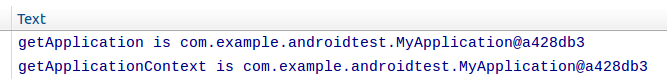 Text
getApplication is com.example.androidtest.MyApplication@a428db3
getApplicationContext is com.example.androidtest.MyApplication@a428db3